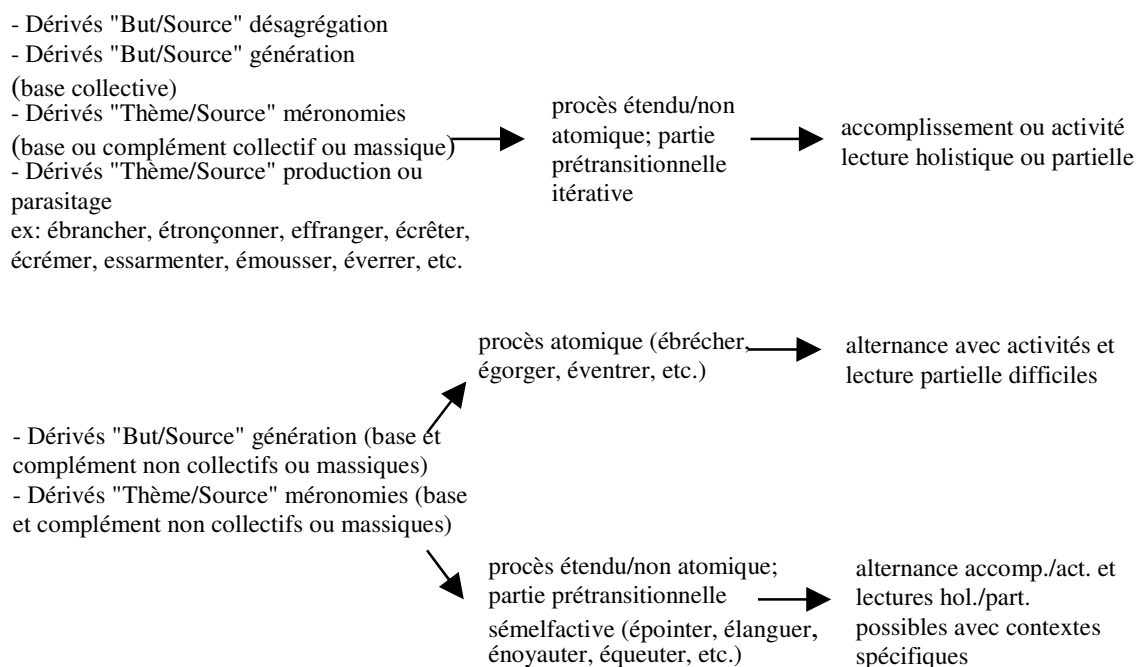 - Dérivés "But/Source" désagrégation
- Dérivés "But/Source" génération
(base collective)
- Dérivés "Thème/Source" méronomies
(base ou complément collectif ou massique)
- Dérivés "Thème/Source" production ou
parasitage
ex: ébrancher, étronçonner, effranger, écrêter,
écrémer, essarmenter, émousser, éverrer, etc.
procès étendu/non
atomique; partie
prétransitionnelle
itérative
accomplissement ou activité
lecture holistique ou partielle
- Dérivés "But/Source" génération (base et
complément non collectifs ou massiques)
- Dérivés "Thème/Source" méronomies (base
et complément non collectifs ou massiques)
procès atomique (ébrécher,
égorger, éventrer, etc.)
alternance avec activités et
lecture partielle difficiles
procès étendu/non atomique;
partie prétransitionnelle
sémelfactive (épointer, élanguer,
énoyauter, équeuter, etc.)
alternance accomp./act. et
lectures hol./part.
possibles avec contextes
spécifiques